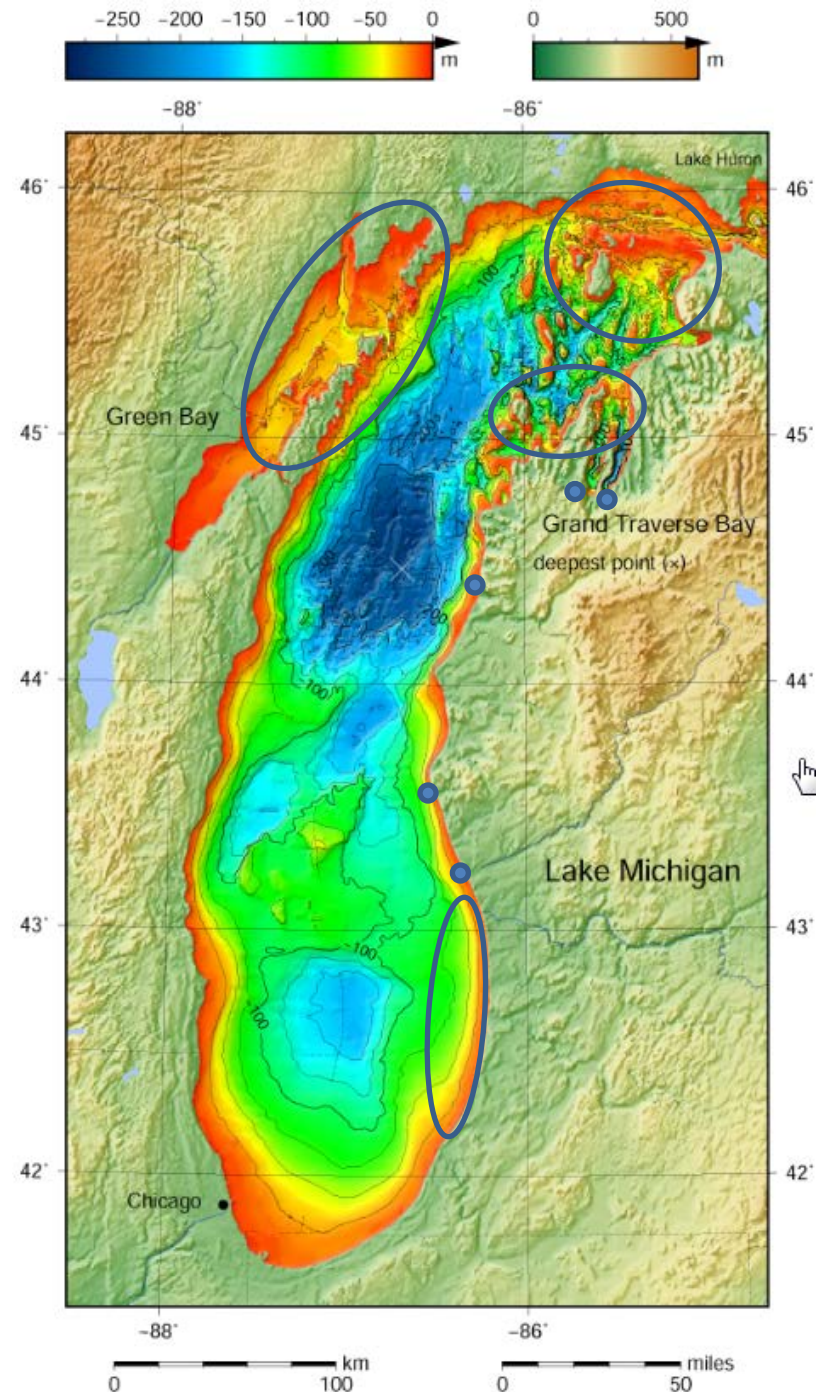 -250 -200 -150 -100 -50 0
m
0 500
m
-88° -86°
Lake Huron
46° 46°
-100
Green Bay
45° 45°
Grand Traverse Bay
deepest point (×)
-200
44° 44°
-100
Lake Michigan
43° 43°
-100
-100
42° 42°
Chicago
-88° -86°
km
0 100
miles
0 50